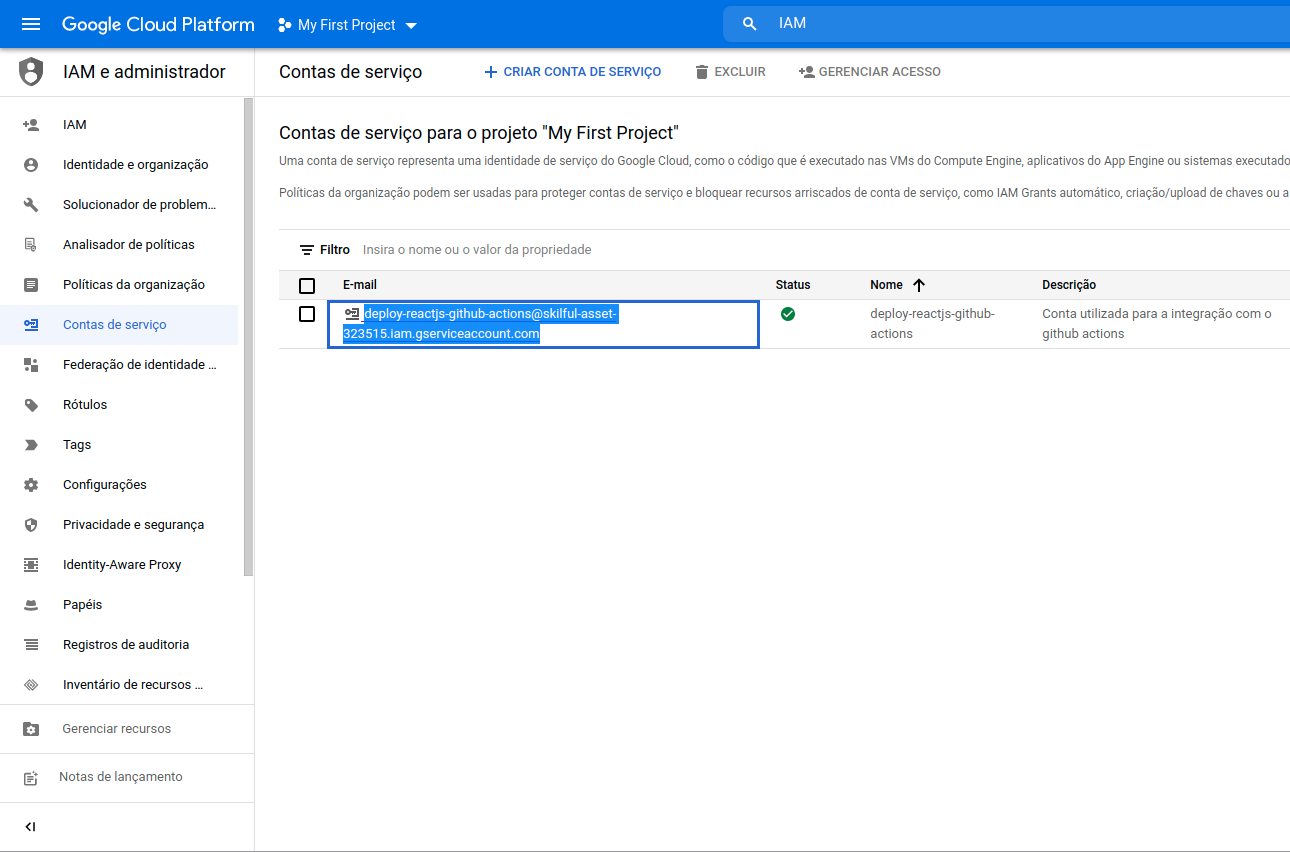 Google Cloud Platform
My First Project
IAM
IAM e administrador
Contas de serviço
CRIAR CONTA DE SERVIÇO
EXCLUIR
GERENCIAR ACESSO
IAM
Identidade e organização
Solucionador de problem…
Analisador de políticas
Políticas da organização
Contas de serviço
Federação de identidade …
Rótulos
Tags
Configurações
Privacidade e segurança
Identity-Aware Proxy
Papéis
Registros de auditoria
Inventário de recursos …
Gerenciar recursos
Notas de lançamento
Contas de serviço para o projeto "My First Project"
Uma conta de serviço representa uma identidade de serviço do Google Cloud, como o código que é executado nas VMs do Compute Engine, aplicativos do App Engine ou sistemas executado
Políticas da organização podem ser usadas para proteger contas de serviço e bloquear recursos arriscados de conta de serviço, como IAM Grants automático, criação/upload de chaves ou a
Filtro Insira o nome ou o valor da propriedade
E-mail Status Nome Descrição
deploy-reactjs-github-actions@skilful-asset-
323515.iam.gserviceaccount.com
deploy-reactjs-github-
actions
Conta utilizada para a integração com o
github actions